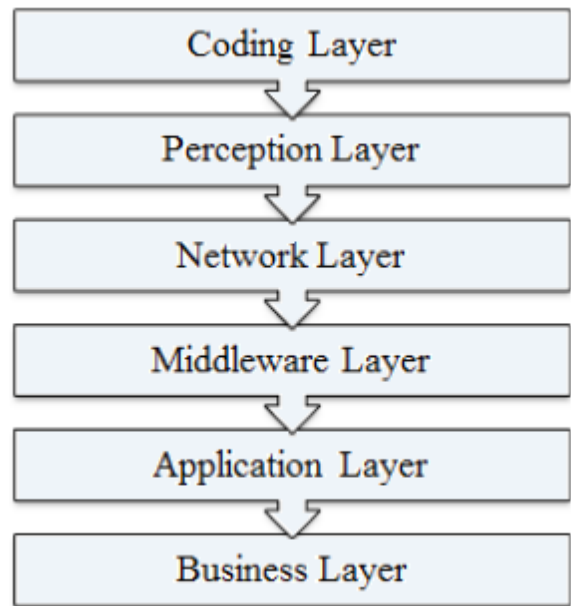 Coding Layer
Perception Layer
Network Layer
Middleware Layer
Application Layer
Business Layer